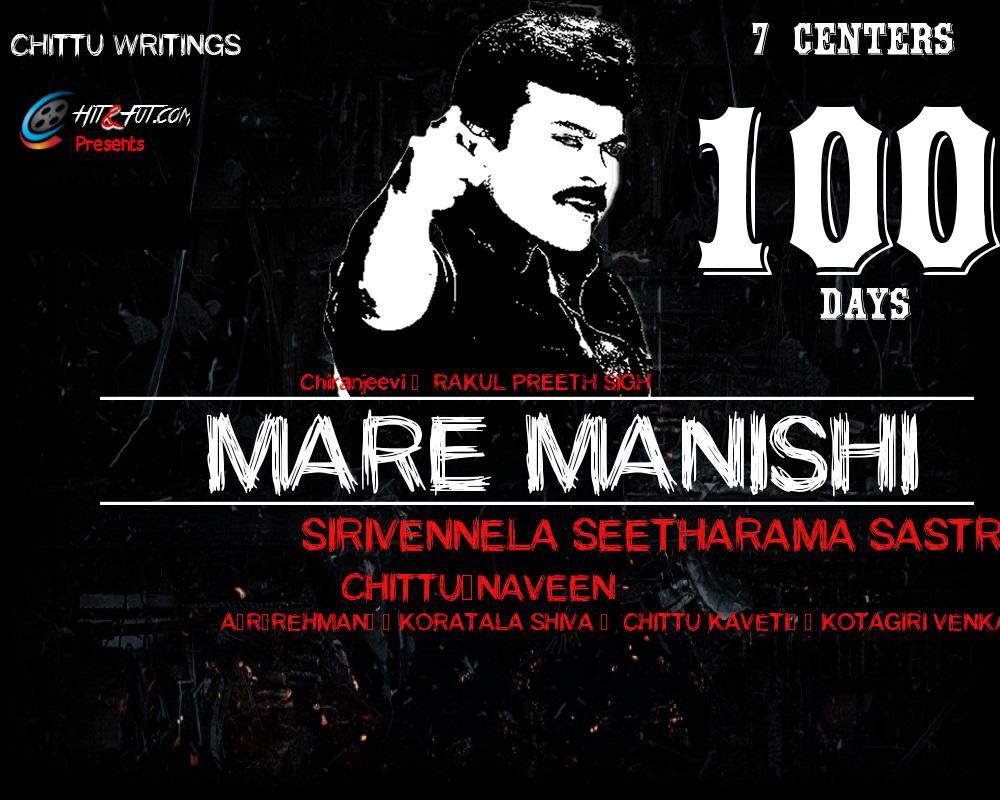 CHITTU WRITINGS
HIT&FUT.COM
Presents
7 CENTERS
100
DAYS
Chiranjeevi RAKUL PREETH SIGH
MARE MANISHI
SIRIVENNELA SEETHARAMA SASTR
CHITTU▯NAVEEN
A▯R▯REHMAN▯ ▯ KORATALA SHIVA ▯ CHITTU KAVETI▯ ▯ KOTAGIRI VENKA